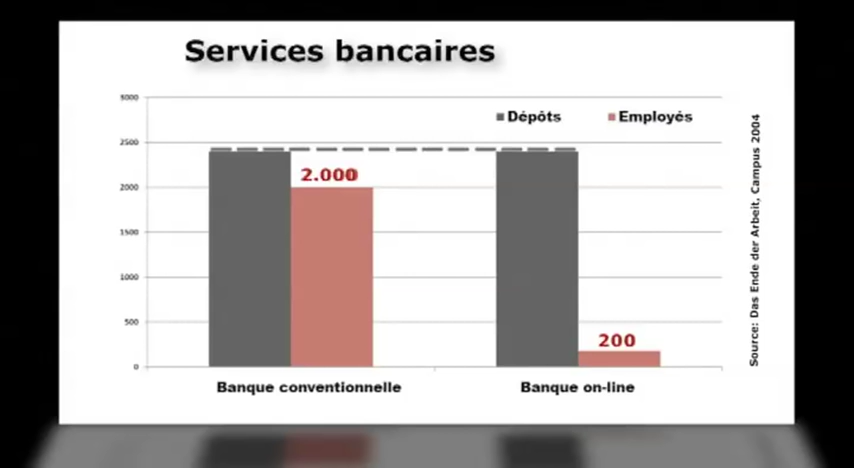 Services bancaires
3000
2500
2000
1500
1000
500
0
Dépôts
Employés
2.000
200
Banque conventionnelle
Banque on-line
Source: Das Ende der Arbeit, Campus 2004